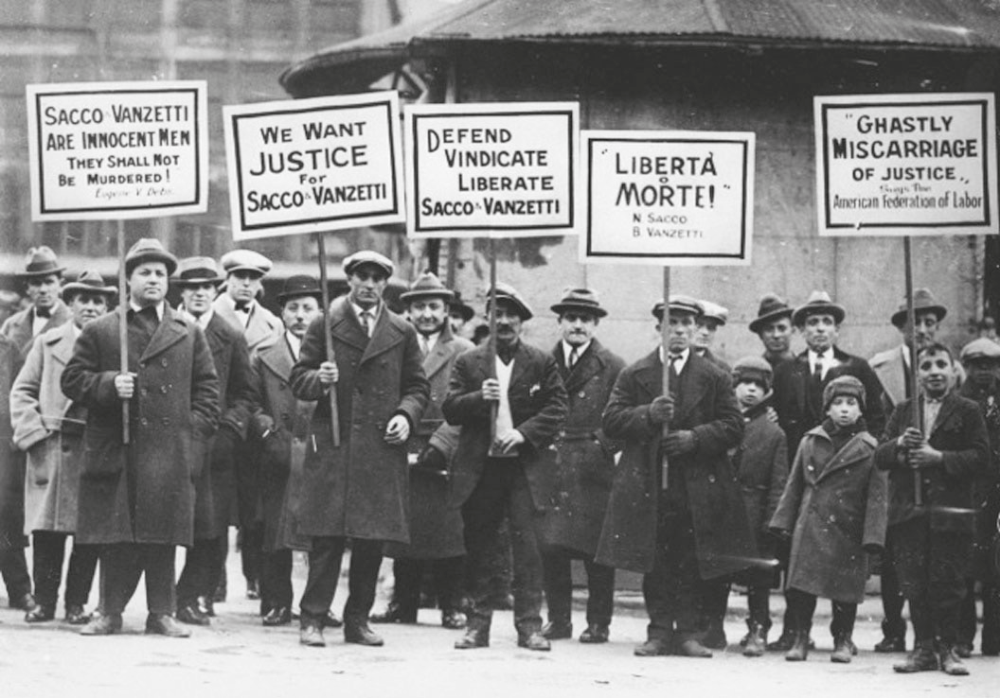 SACCO & VANZETTI
ARE INNOCENT MEN
THEY SHALL NOT
BE MURDERED!
Eugene V. Debs
WE WANT
JUSTICE
FOR
SACCO & VANZETTI
DEFEND
VINDICATE
LIBERATE
SACCO & VANZETTI
"LIBERTÀ
O
MORTE!"
N SACCO
B. VANZETTI
"GHASTLY
MISCARRIAGE
OF JUSTICE,"
Says The
American Federation of Labor